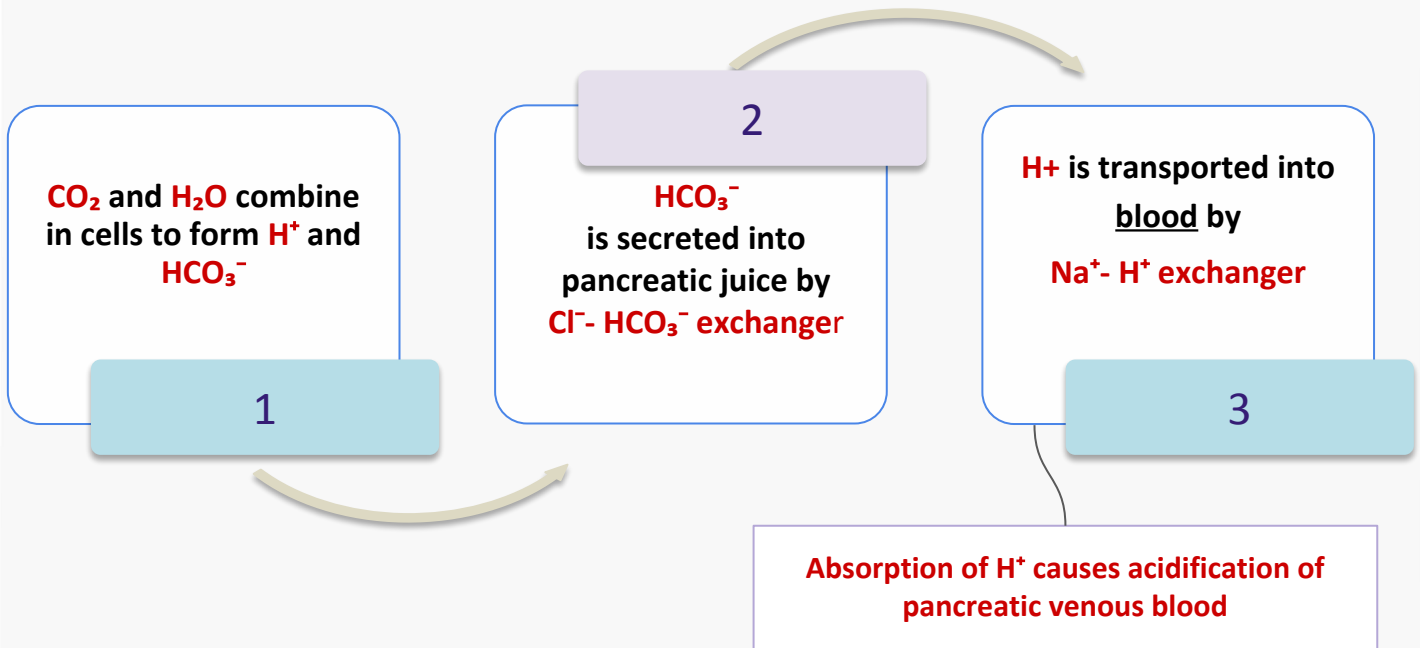 CO₂ and H₂O combine
in cells to form H⁺ and
HCO₃⁻
1
2
HCO₃⁻
is secreted into
pancreatic juice by
Cl⁻- HCO₃⁻ exchanger
H+ is transported into
blood by
Na⁺- H⁺ exchanger
3
Absorption of H⁺ causes acidification of
pancreatic venous blood